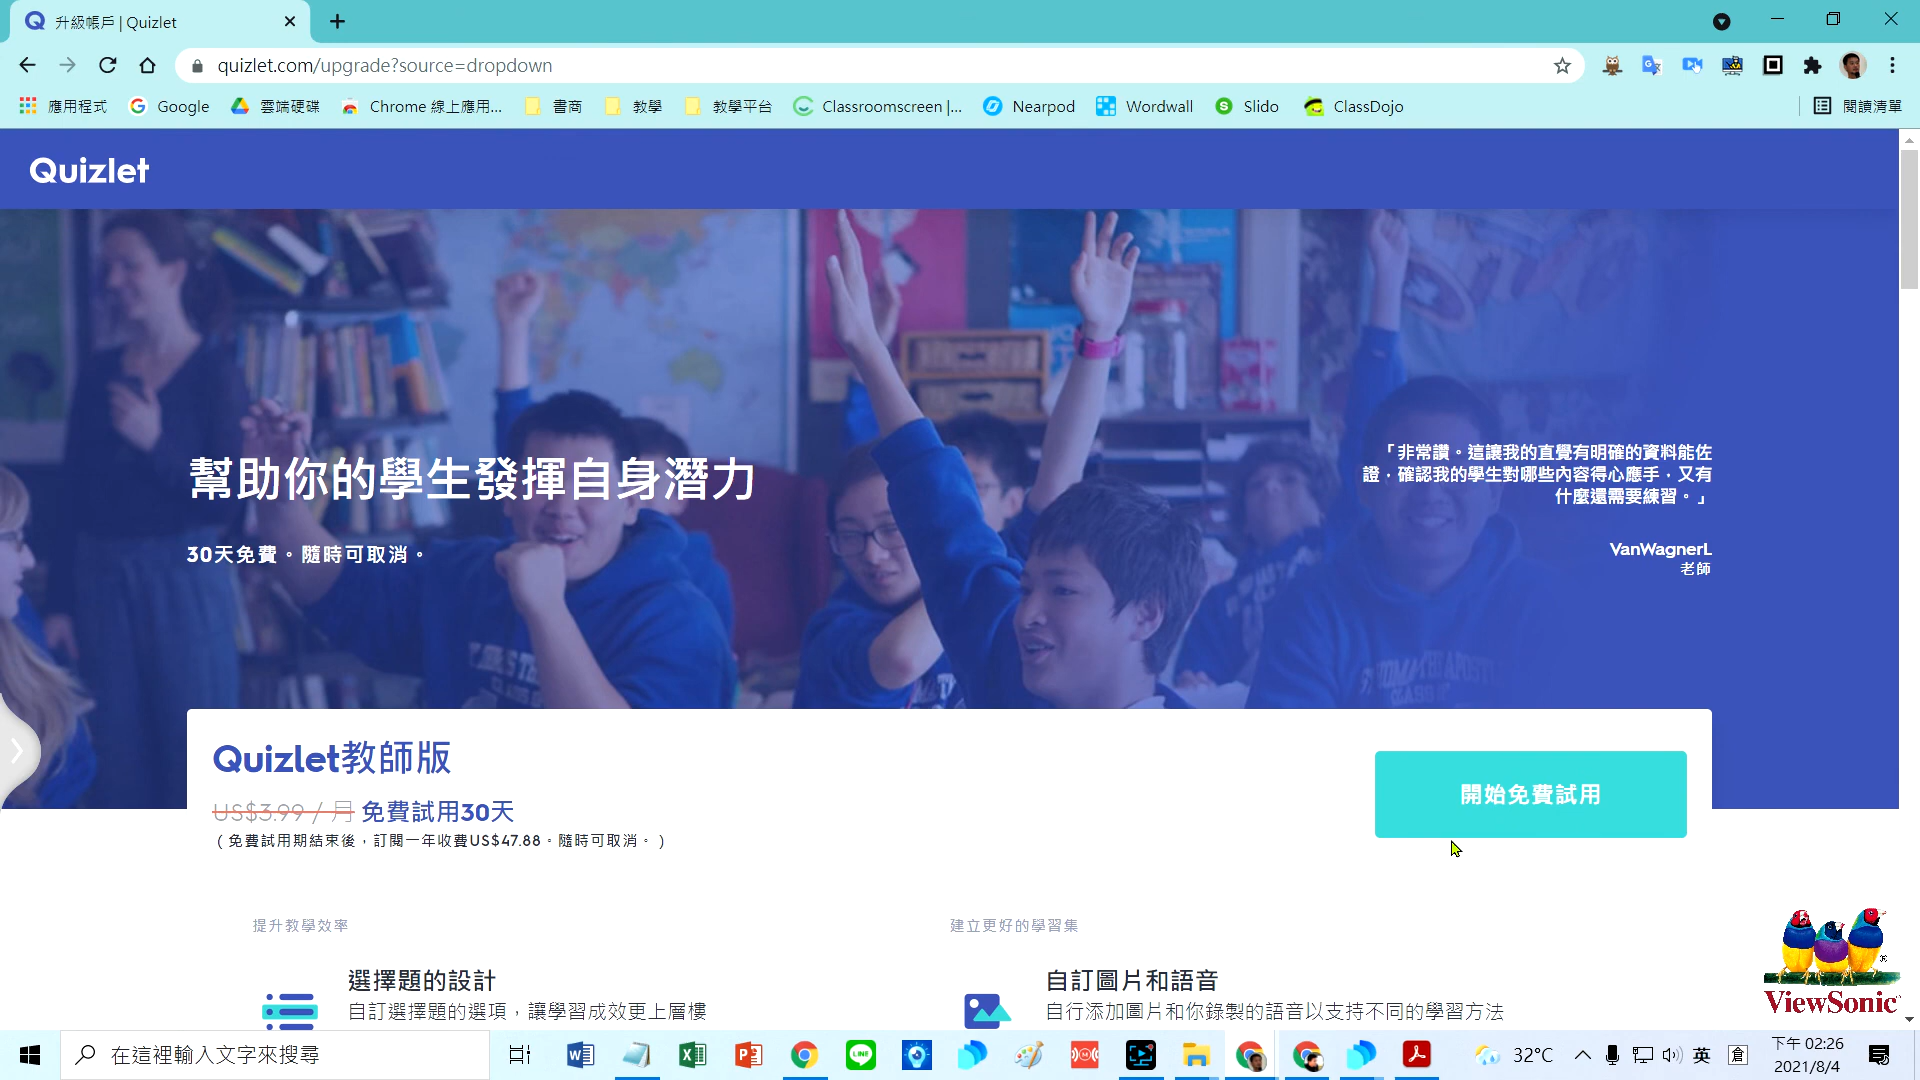 升級帳戶 | Quizlet
quizlet.com/upgrade?source=dropdown
應用程式 Google 雲端硬碟 Chrome 線上應用... 書商 教學 教學平台 Classroomscreen |... Nearpod Wordwall Slido ClassDojo 閱讀清單
Quizlet
幫助你的學生發揮自身潛力
30天免費。隨時可取消。
「非常讚。這讓我的直覺有明確的資料能佐
證，確認我的學生對哪些內容得心應手，又有
什麼還需要練習。」
VanWagnerL
老師
Quizlet教師版
US$3.99 / 月 免費試用30天
（免費試用期結束後，訂閱一年收費US$47.88。隨時可取消。）
開始免費試用
提升教學效率
選擇題的設計
自訂選擇題的選項，讓學習成效更上層樓
建立更好的學習集
自訂圖片和語音
自行添加圖片和你錄製的語音以支持不同的學習方法
ViewSonic
在這裡輸入文字來搜尋
32°C
英
倉
下午 02:26
2021/8/4